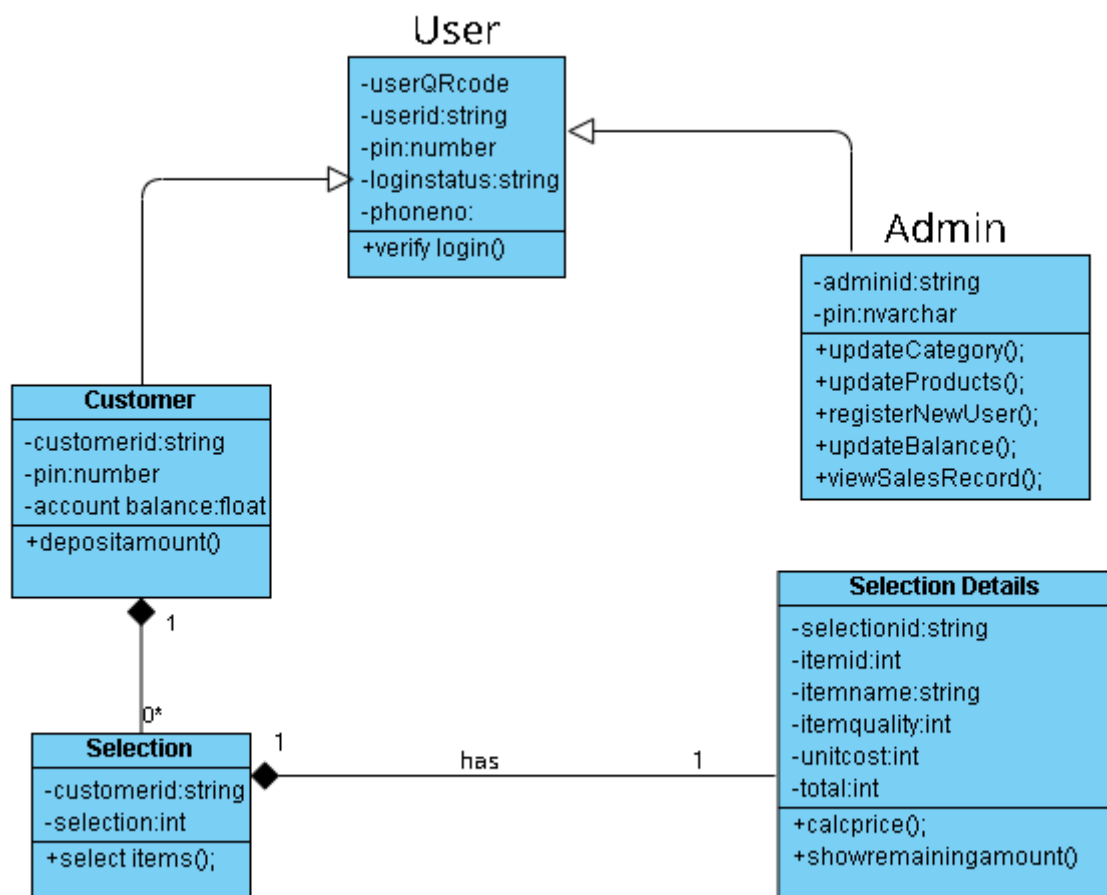 User
-userQRcode
-userid:string
-pin:number
-loginstatus:string
-phoneno:
+verify login()
Admin
-adminid:string
-pin:nvarchar
+updateCategory();
+updateProducts();
+registerNewUser();
+updateBalance();
+viewSalesRecord();
Customer
-customerid:string
-pin:number
-account balance:float
+depositamount()
1
0*
Selection
-customerid:string
-selection:int
+select items();
1
has
1
Selection Details
-selectionid:string
-itemid:int
-itemname:string
-itemquality:int
-unitcost:int
-total:int
+calcprice();
+showremainingamount()